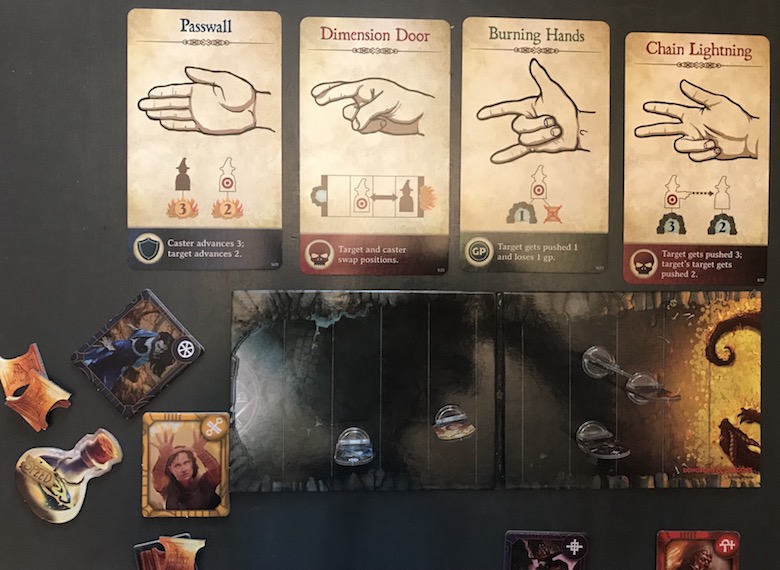 Passwall
3
2
Caster advances 3;
target advances 2.
Dimension Door
Target and caster
swap positions.
Burning Hands
1
GP
Target gets pushed 1
and loses 1 gp.
Chain Lightning
3
2
Target gets pushed 3;
target's target gets
pushed 2.